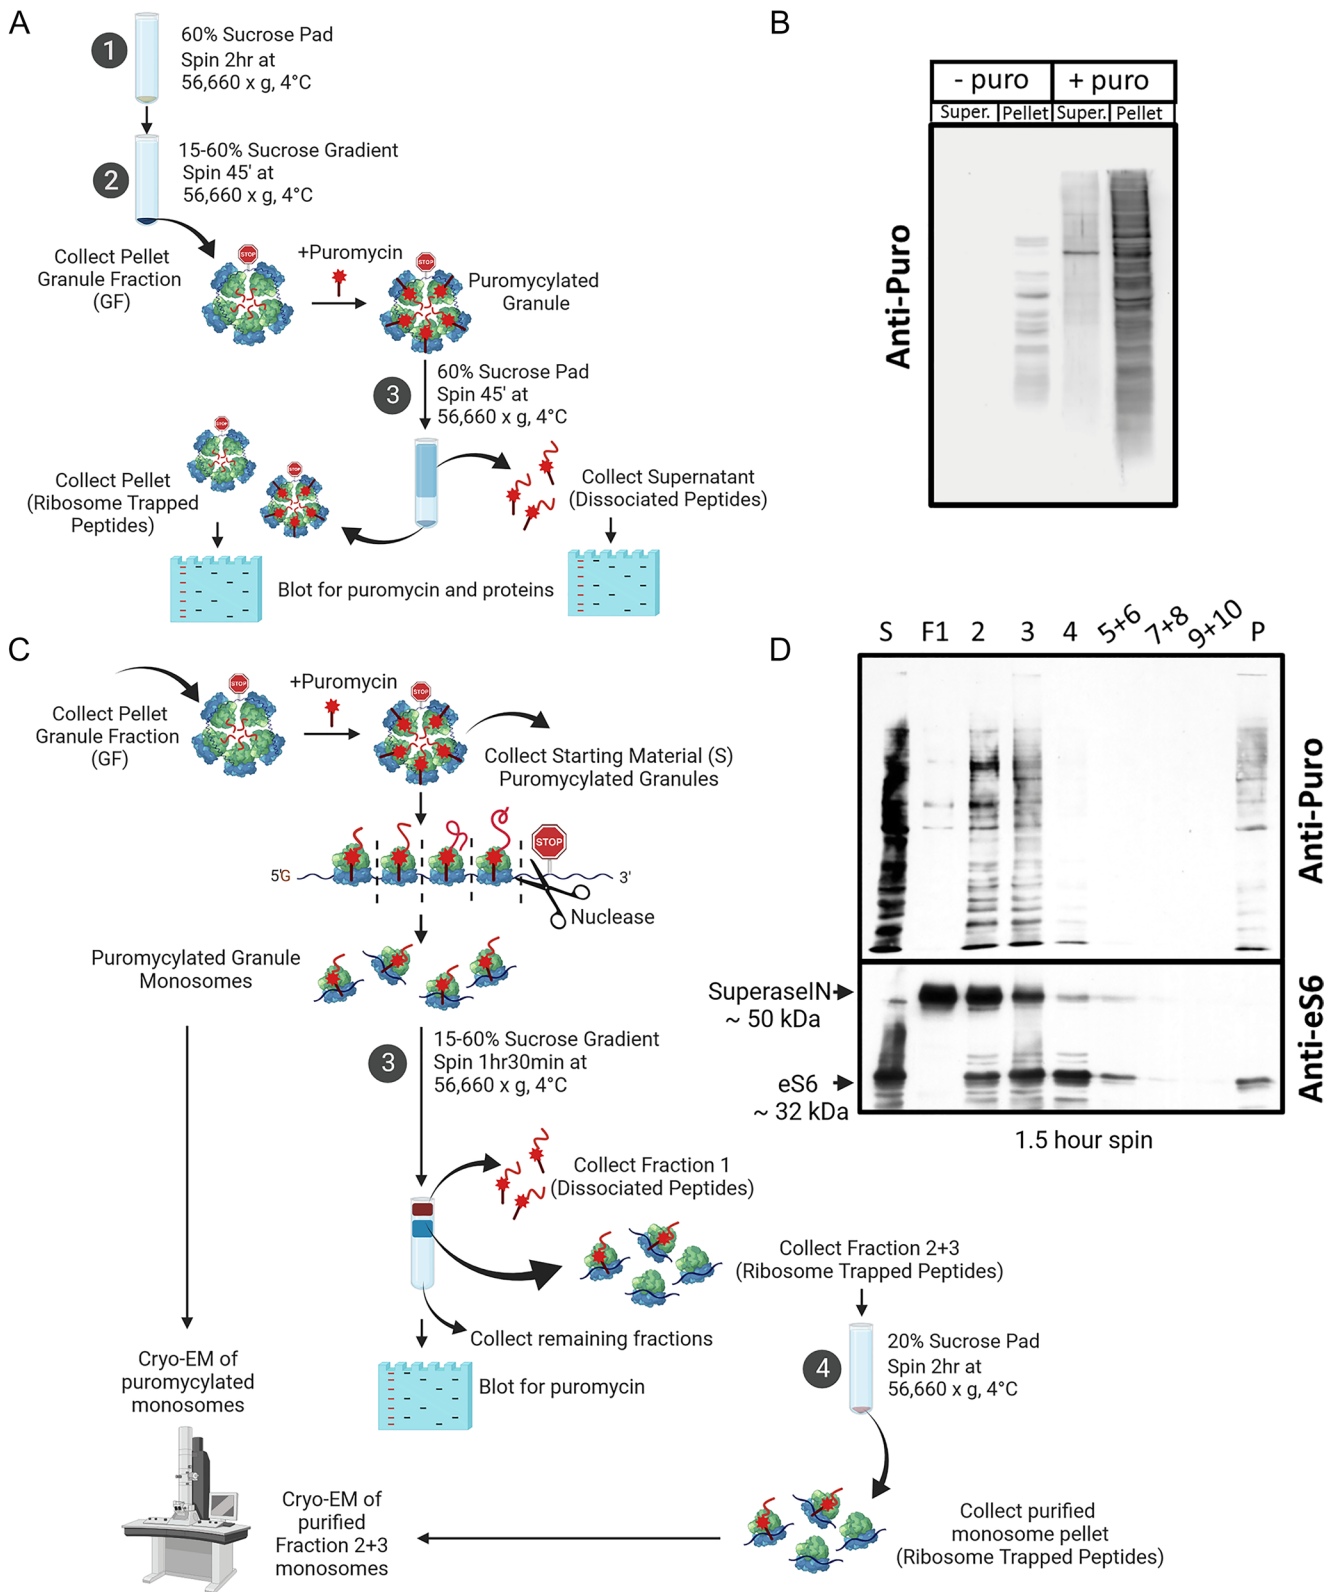 A
1
60% Sucrose Pad
Spin 2hr at
56,660 x g, 4°C
2
15-60% Sucrose Gradient
Spin 45' at
56,660 x g, 4°C
Collect Pellet
Granule Fraction
(GF)
STOP
+Puromycin
STOP
Puromycylated
Granule
3
60% Sucrose Pad
Spin 45' at
56,660 x g, 4°C
STOP
STOP
Collect Pellet
(Ribosome Trapped
Peptides)
Collect Supernatant
(Dissociated Peptides)
Blot for puromycin and proteins
B
- puro
+ puro
Super.
Pellet
Super.
Pellet
Anti-Puro
C
Collect Pellet
Granule Fraction
(GF)
STOP
+Puromycin
STOP
Collect Starting Material (S)
Puromycylated Granules
STOP
5'G
3'
Nuclease
Puromycylated Granule
Monosomes
3
15-60% Sucrose Gradient
Spin 1hr30min at
56,660 x g, 4°C
Collect Fraction 1
(Dissociated Peptides)
Collect Fraction 2+3
(Ribosome Trapped Peptides)
Collect remaining fractions
Blot for puromycin
4
20% Sucrose Pad
Spin 2hr at
56,660 x g, 4°C
Collect purified
monosome pellet
(Ribosome Trapped Peptides)
Cryo-EM of
puromycylated
monosomes
Cryo-EM of
purified
Fraction 2+3
monosomes
D
S F1 2 3 4 5+6 7+8 9+10 P
Anti-Puro
SuperaseIN
~ 50 kDa
eS6
~ 32 kDa
Anti-eS6
1.5 hour spin